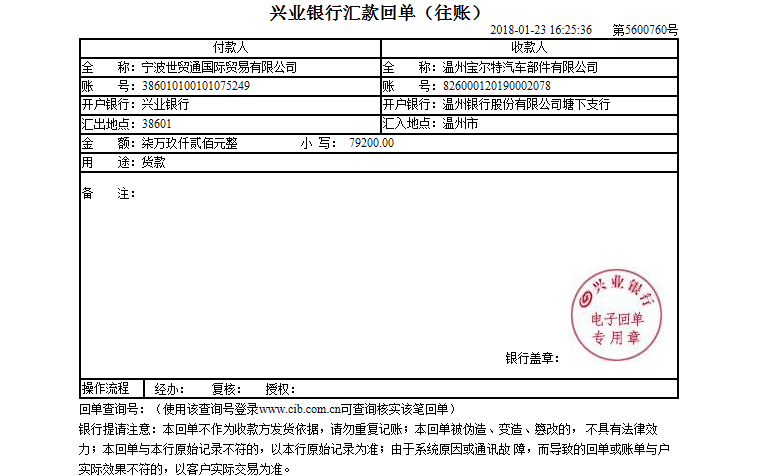 兴业银行汇款回单（往账）
2018-01-23 16:25:36 第5600760号
付款人 收款人
全 称：宁波世贸通国际贸易有限公司 全 称：温州宝尔特汽车部件有限公司
账 号：386010100101075249 账 号：826000120190002078
开户银行：兴业银行 开户银行：温州银行股份有限公司塘下支行
汇出地点：38601 汇入地点：温州市
金 额：柒万玖仟贰佰元整 小 写： 79200.00
用 途：货款
备 注：
兴业银行
电子回单
专用章
银行盖章：
操作流程 经办： 复核： 授权：
回单查询号：（使用该查询号登录www.cib.com.cn可查询核实该笔回单）
银行提请注意：本回单不作为收款方发货依据，请勿重复记账；本回单被伪造、变造、篡改的， 不具有法律效
力；本回单与本行原始记录不符的，以本行原始记录为准；由于系统原因或通讯故 障，而导致的回单或账单与户
实际效果不符的，以客户实际交易为准。